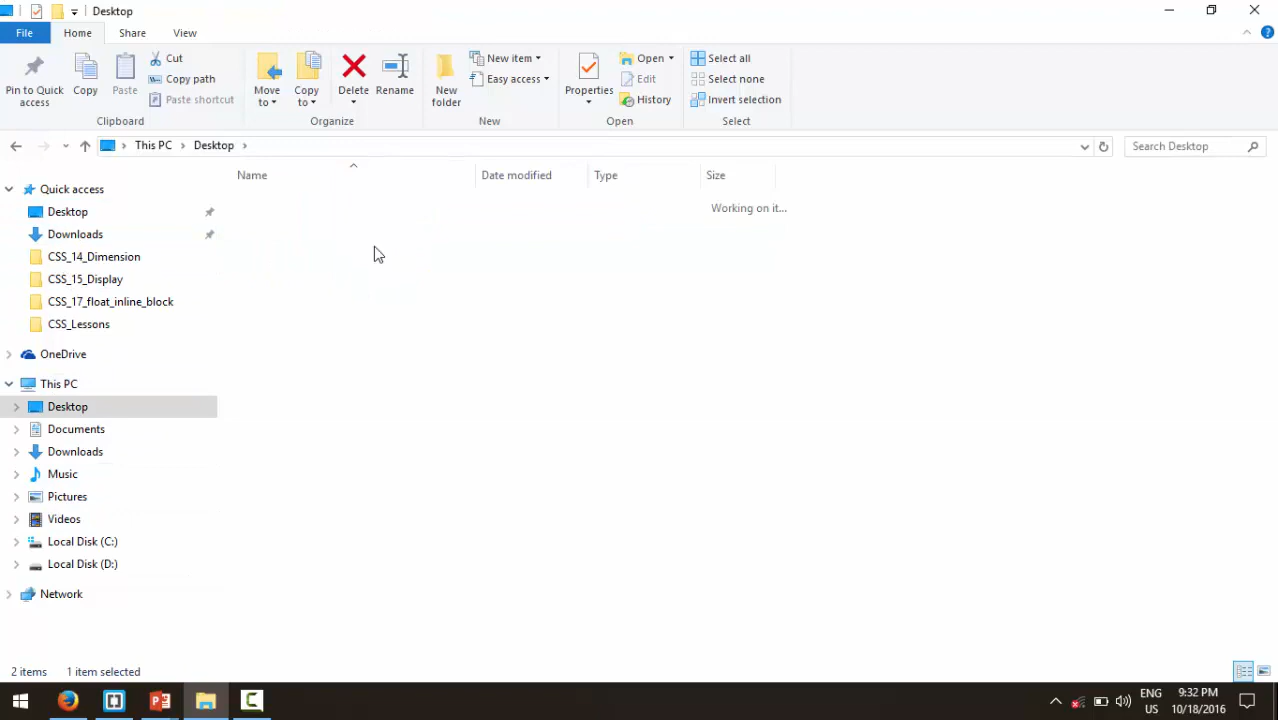 Desktop
File Home Share View
Pin to Quick access
Copy
Paste
Cut
Copy path
Paste shortcut
Clipboard
Move to
Copy to
Delete
Rename
Organize
New folder
New item
Easy access
New
Properties
Open
Edit
History
Open
Select all
Select none
Invert selection
Select
This PC Desktop
Search Desktop
Name Date modified Type Size
Working on it...
Quick access
Desktop
Downloads
CSS_14_Dimension
CSS_15_Display
CSS_17_float_inline_block
CSS_Lessons
OneDrive
This PC
Desktop
Documents
Downloads
Music
Pictures
Videos
Local Disk (C:)
Local Disk (D:)
Network
2 items 1 item selected
ENG
US
9:32 PM
10/18/2016